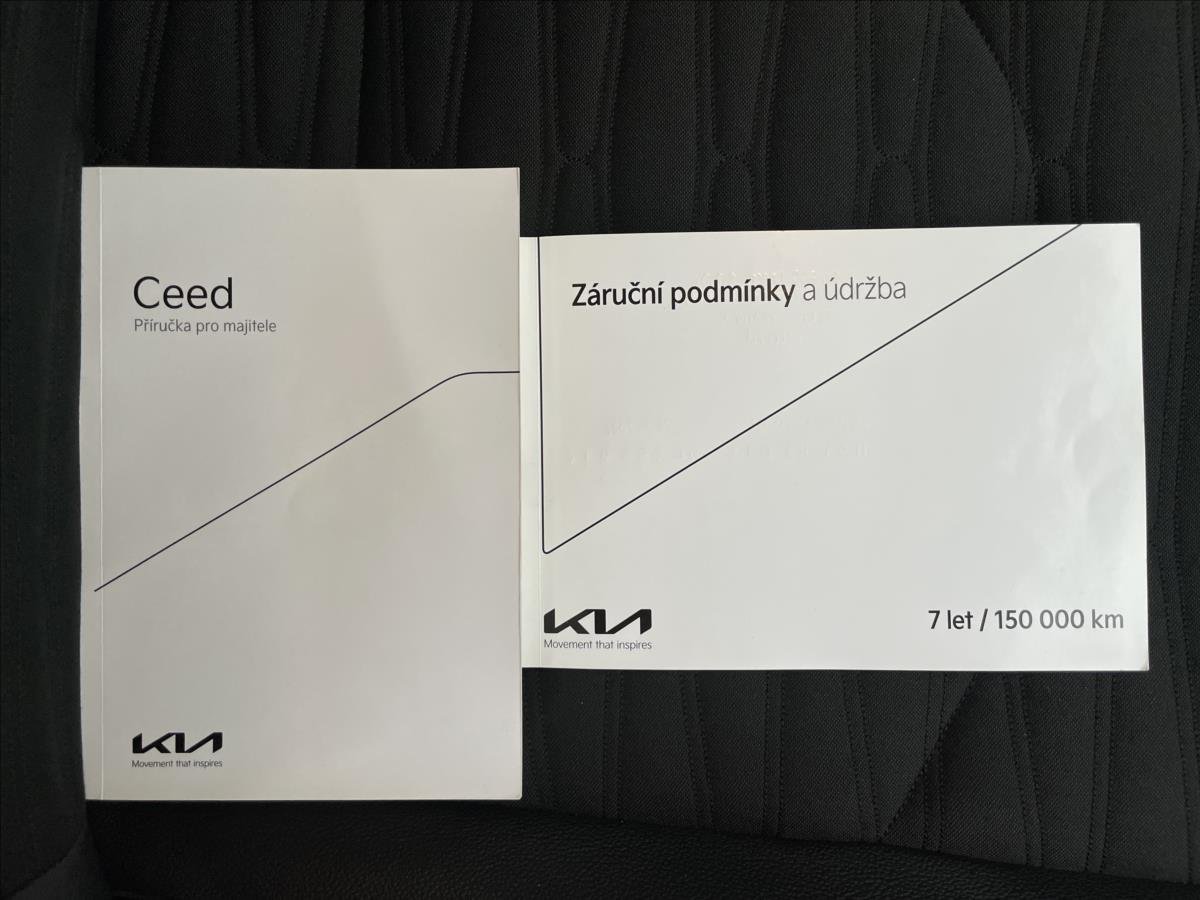 Ceed
Příručka pro majitele
KIA
Movement that inspires
Záruční podmínky a údržba
KIA
Movement that inspires
7 let / 150 000 km